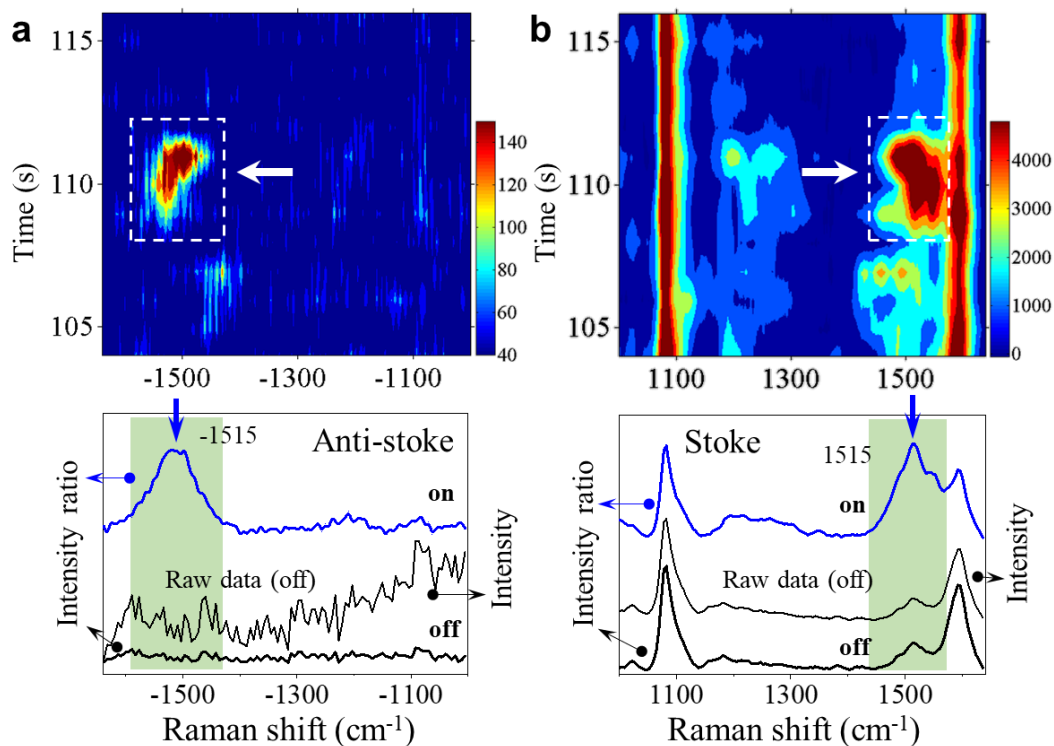 a
Time (s)
115
110
105
-1500
-1300
-1100
140
120
100
80
60
40
b
Time (s)
115
110
105
1100
1300
1500
4000
3000
2000
1000
0
Anti-stoke
-1515
on
Raw data (off)
off
Intensity ratio
Intensity
-1500
-1300
-1100
Raman shift (cm-1)
Stoke
1515
on
Raw data (off)
off
Intensity ratio
Intensity
1100
1300
1500
Raman shift (cm-1)